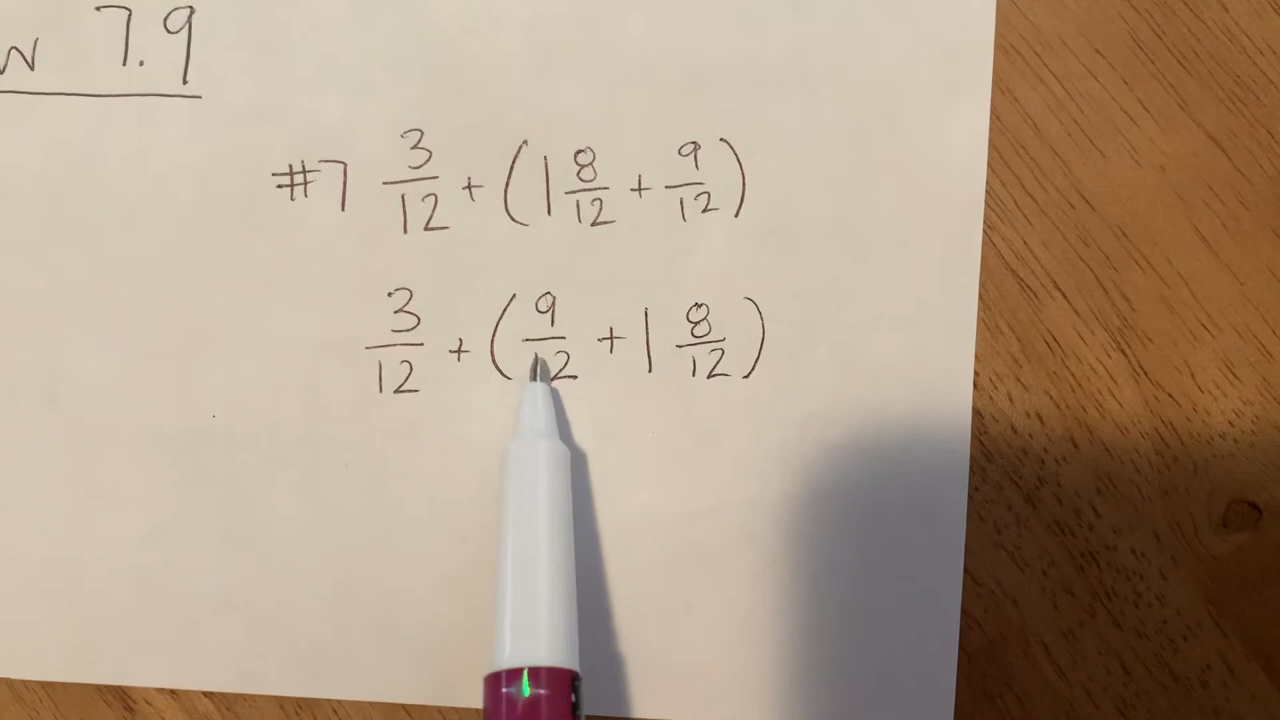 7.9
#7 3/12 + (1 8/12 + 9/12)
3/12 + (9/12 + 1 8/12)